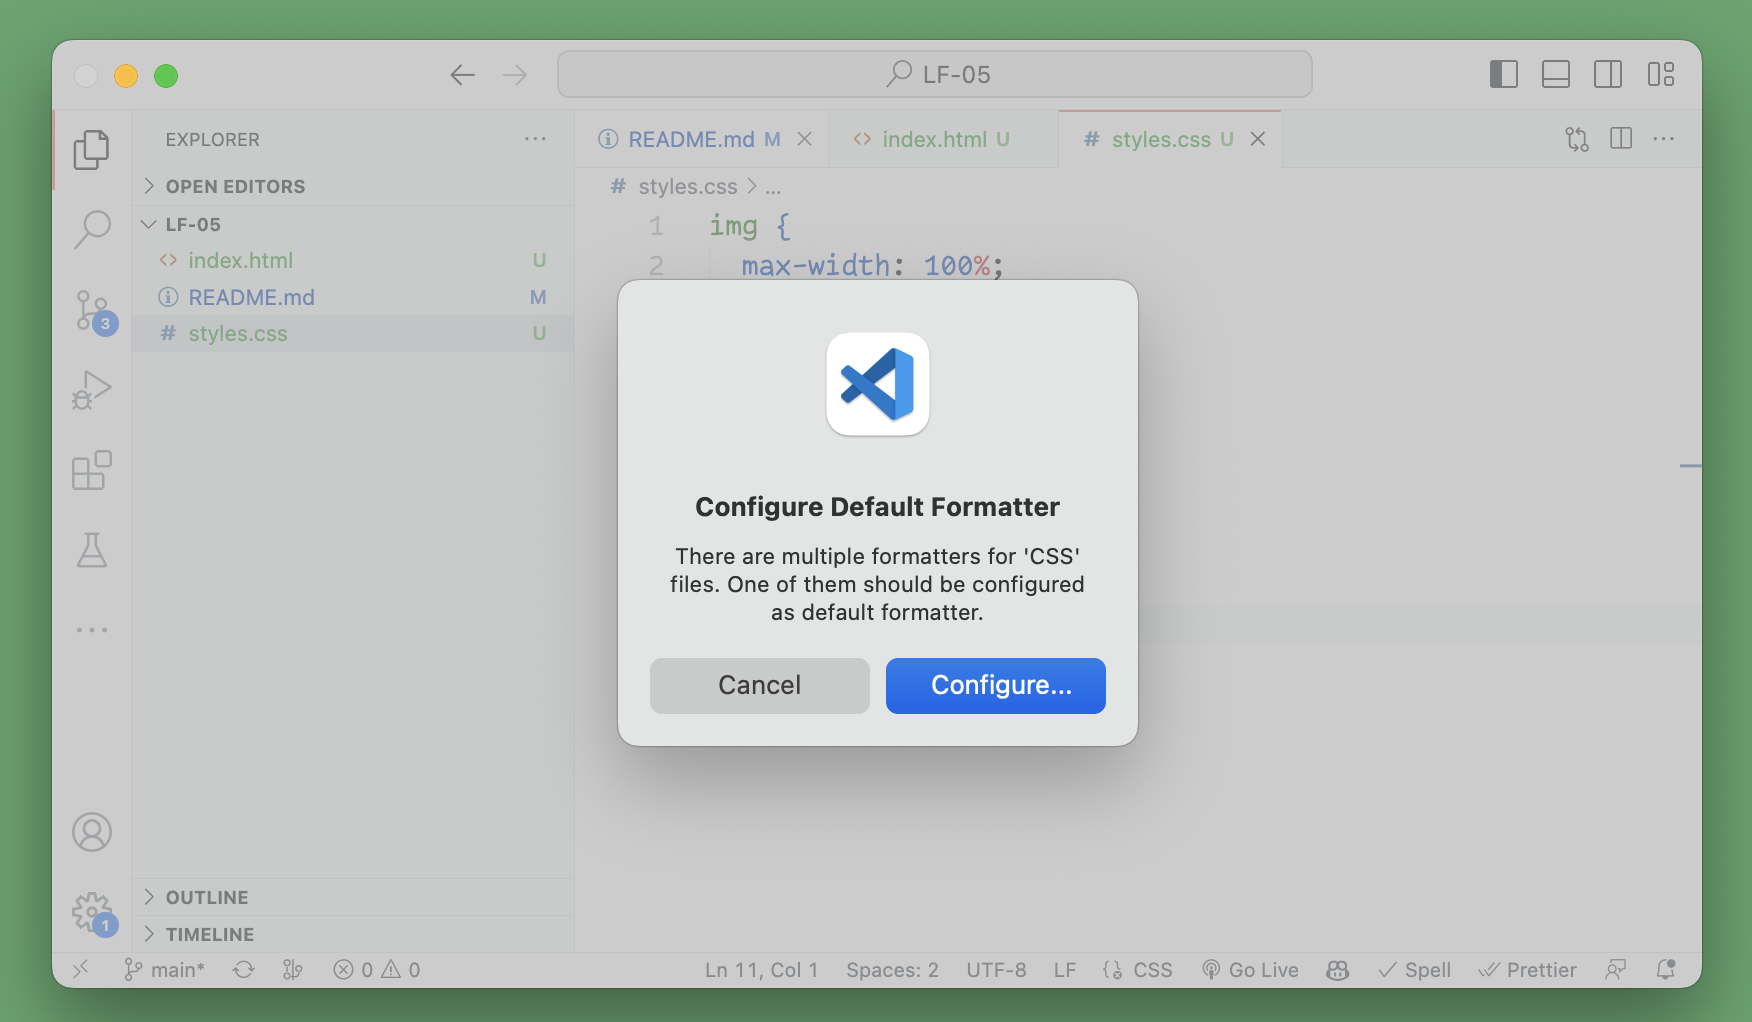 LF-05
EXPLORER
README.md M
index.html U
styles.css U
OPEN EDITORS
# styles.css > ...
LF-05
1 img {
index.html U
2 max-width: 100%;
README.md M
3
# styles.css U
Configure Default Formatter
There are multiple formatters for 'CSS'
files. One of them should be configured
as default formatter.
Cancel
Configure...
OUTLINE
1
TIMELINE
main*
0
0
Ln 11, Col 1
Spaces: 2
UTF-8
LF
CSS
Go Live
Spell
Prettier